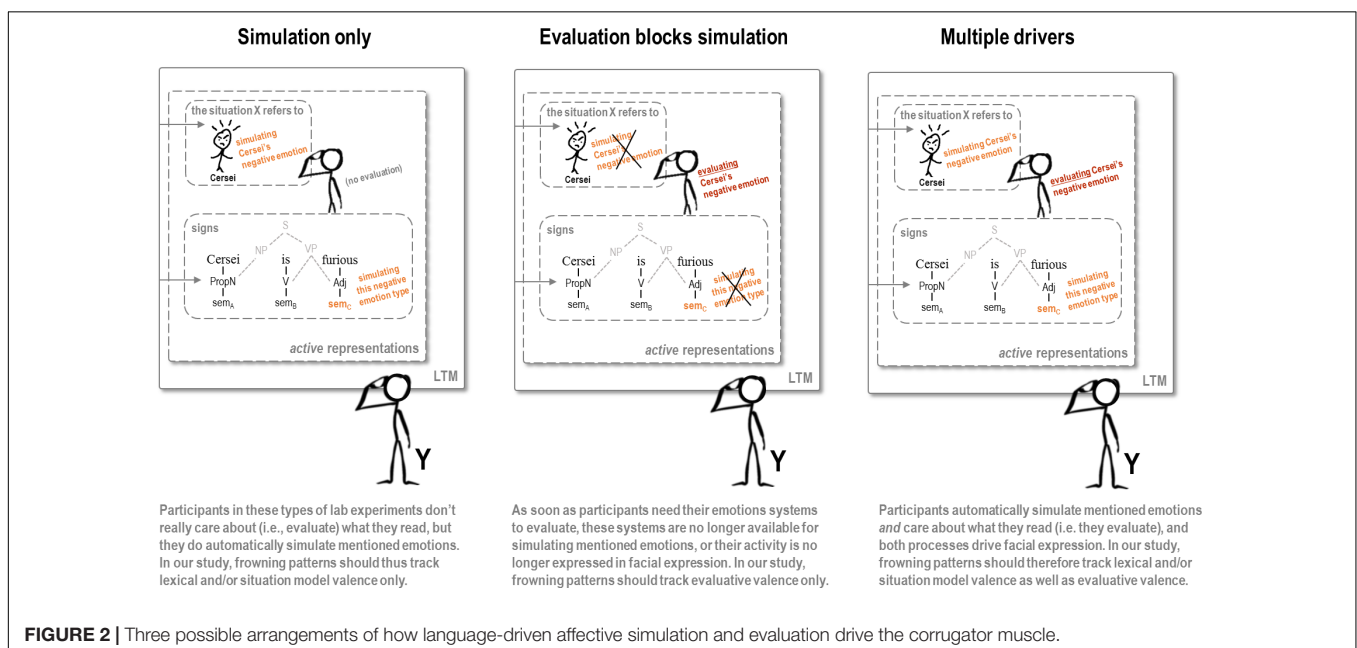 Simulation only
the situation X refers to
simulating
Cersei's
negative emotion
Cersei
(no evaluation)
signs
S
NP
VP
Cersei is furious
PropN V Adj
semA semB semC
simulating
this negative
emotion type
active representations
LTM
Y
Participants in these types of lab experiments don't
really care about (i.e., evaluate) what they read, but
they do automatically simulate mentioned emotions.
In our study, frowning patterns should thus track
lexical and/or situation model valence only.
Evaluation blocks simulation
the situation X refers to
simulating
Cersei's
negative emotion
Cersei
evaluating
Cersei's
negative emotion
signs
S
NP
VP
Cersei is furious
PropN V Adj
semA semB semC
simulating
this negative
emotion type
active representations
LTM
Y
As soon as participants need their emotions systems
to evaluate, these systems are no longer available for
simulating mentioned emotions, or their activity is no
longer expressed in facial expression. In our study,
frowning patterns should track evaluative valence only.
Multiple drivers
the situation X refers to
simulating Cersei's
negative emotion
Cersei
evaluating Cersei's
negative emotion
signs
S
NP
VP
Cersei is furious
PropN V Adj
semA semB semC
simulating
this negative
emotion type
active representations
LTM
Y
Participants automatically simulate mentioned emotions
and care about what they read (i.e. they evaluate), and
both processes drive facial expression. In our study,
frowning patterns should therefore track lexical and/or
situation model valence as well as evaluative valence.
FIGURE 2 | Three possible arrangements of how language-driven affective simulation and evaluation drive the corrugator muscle.